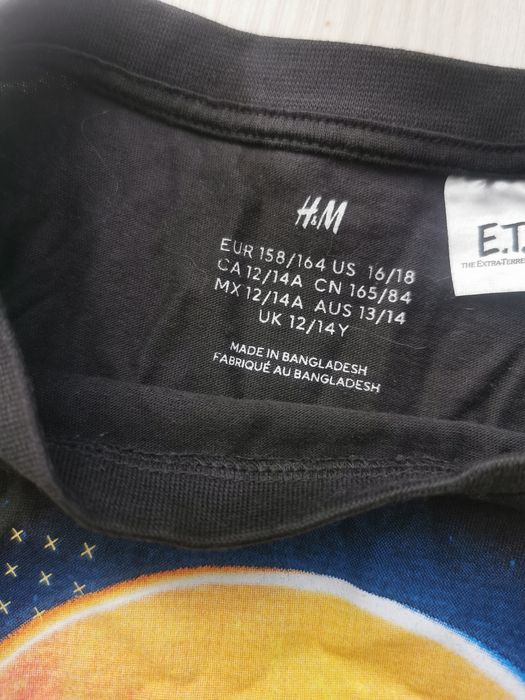 H&M
EUR 158/164 US 16/18
CA 12/14A CN 165/84
MX 12/14A AUS 13/14
UK 12/14Y
MADE IN BANGLADESH
FABRIQUÉ AU BANGLADESH
E.T.
THE EXTRA-TERRE